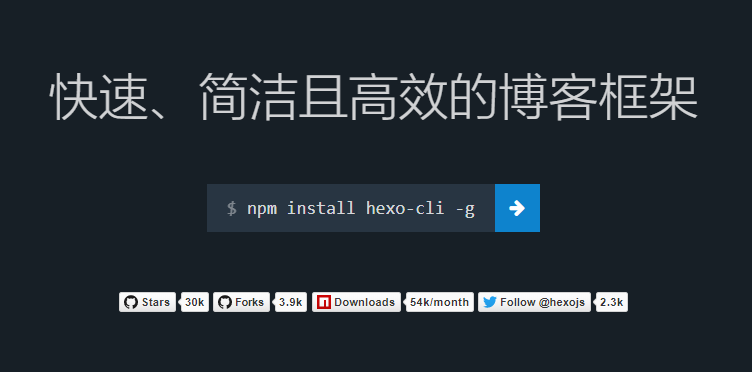 快速、简洁且高效的博客框架
$ npm install hexo-cli -g
Stars 30k Forks 3.9k Downloads 54k/month Follow @hexojs 2.3k